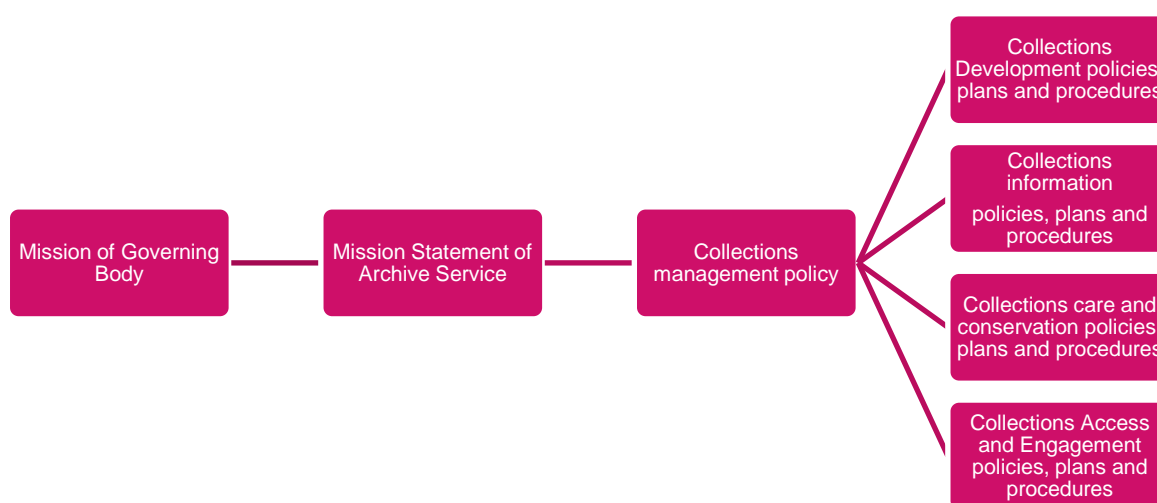 Mission of Governing
Body
Mission Statement of
Archive Service
Collections
management policy
Collections
Development policies
plans and procedures
Collections
information
policies, plans and
procedures
Collections care and
conservation policies
plans and procedures
Collections Access
and Engagement
policies, plans and
procedures